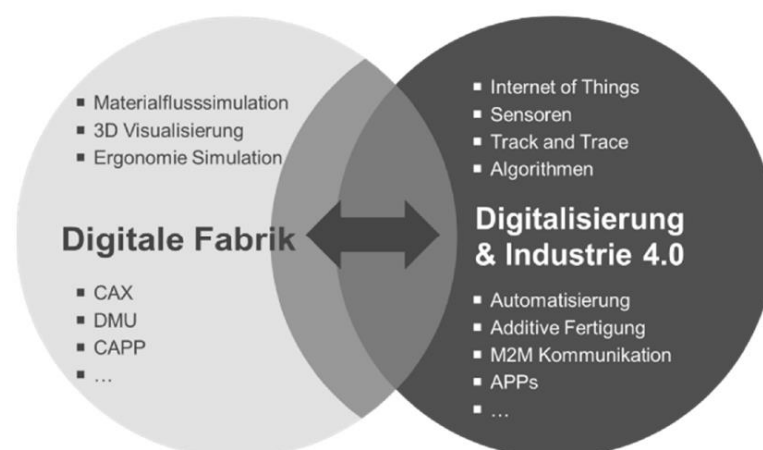 ▪ Materialflusssimulation
▪ 3D Visualisierung
▪ Ergonomie Simulation
Digitale Fabrik
▪ CAX
▪ DMU
▪ CAPP
▪ ...
▪ Internet of Things
▪ Sensoren
▪ Track and Trace
▪ Algorithmen
Digitalisierung
& Industrie 4.0
▪ Automatisierung
▪ Additive Fertigung
▪ M2M Kommunikation
▪ APPs
▪ ...